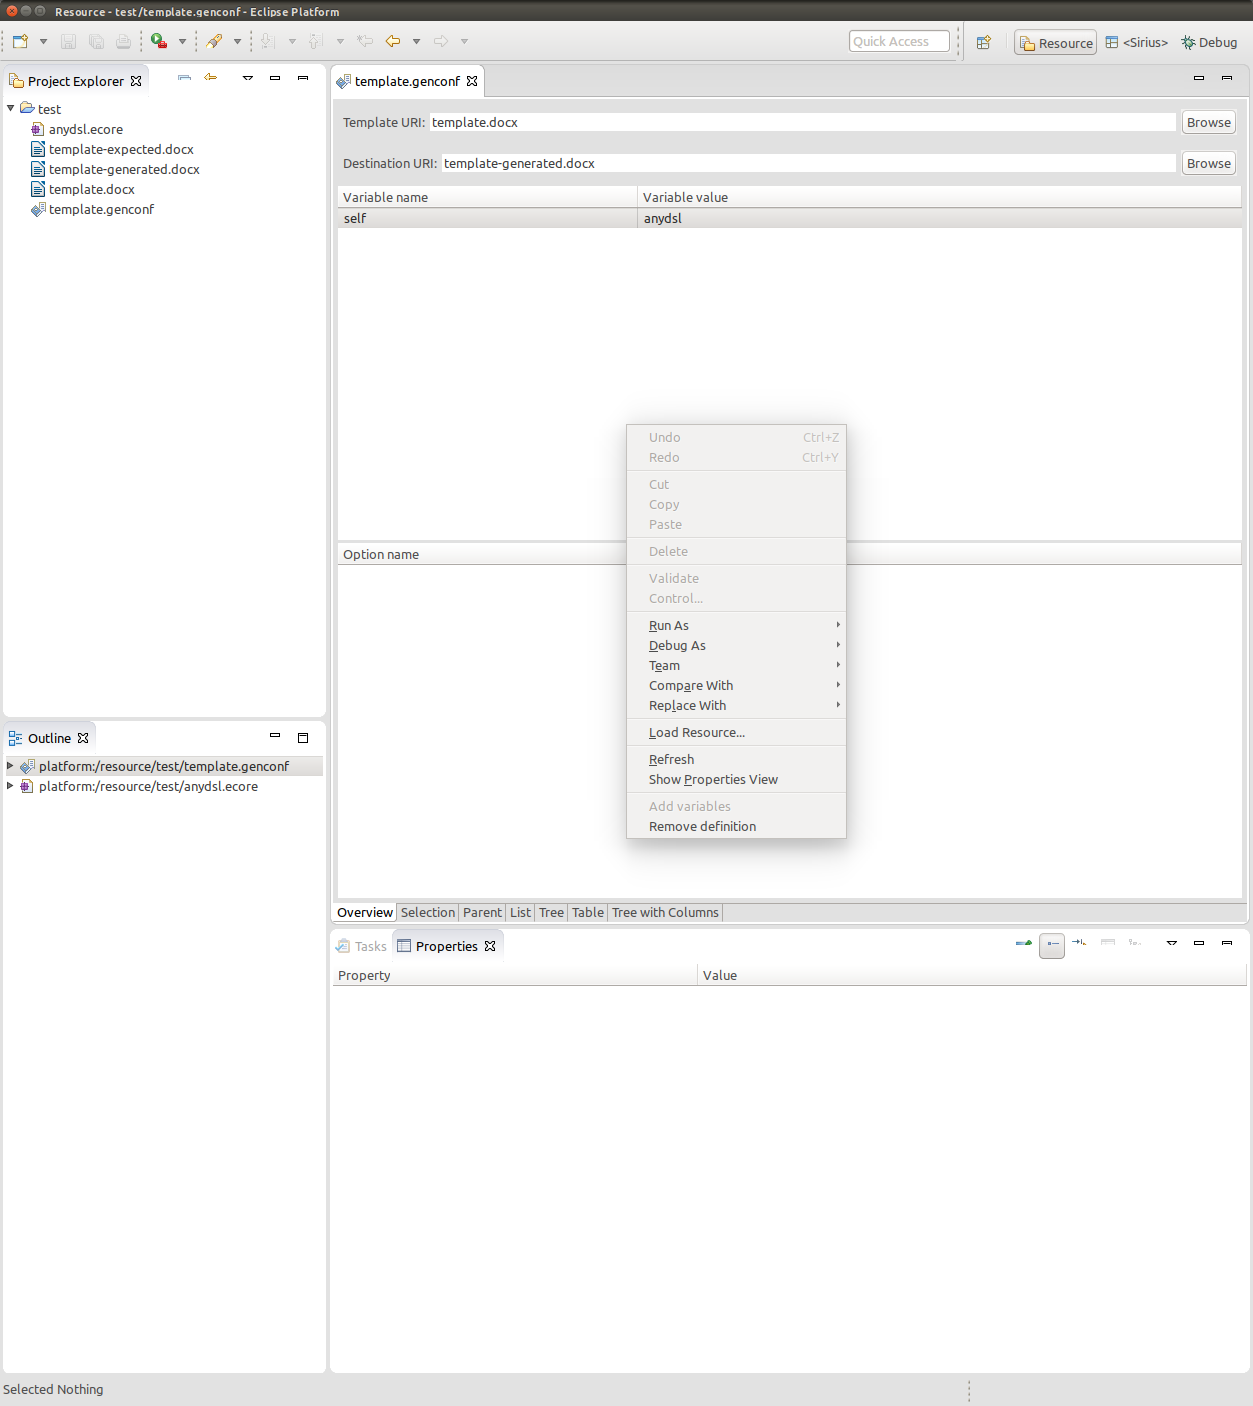 Resource - test/template.genconf - Eclipse Platform
Quick Access
Resource
<Sirius>
Debug
Project Explorer
test
anydsl.ecore
template-expected.docx
template-generated.docx
template.docx
template.genconf
Outline
platform:/resource/test/template.genconf
platform:/resource/test/anydsl.ecore
template.genconf
Template URI: template.docx Browse
Destination URI: template-generated.docx Browse
Variable name Variable value
self anydsl
Option name
Undo Ctrl+Z
Redo Ctrl+Y
Cut
Copy
Paste
Delete
Validate
Control...
Run As
Debug As
Team
Compare With
Replace With
Load Resource...
Refresh
Show Properties View
Add variables
Remove definition
Overview Selection Parent List Tree Table Tree with Columns
Tasks Properties
Property Value
Selected Nothing